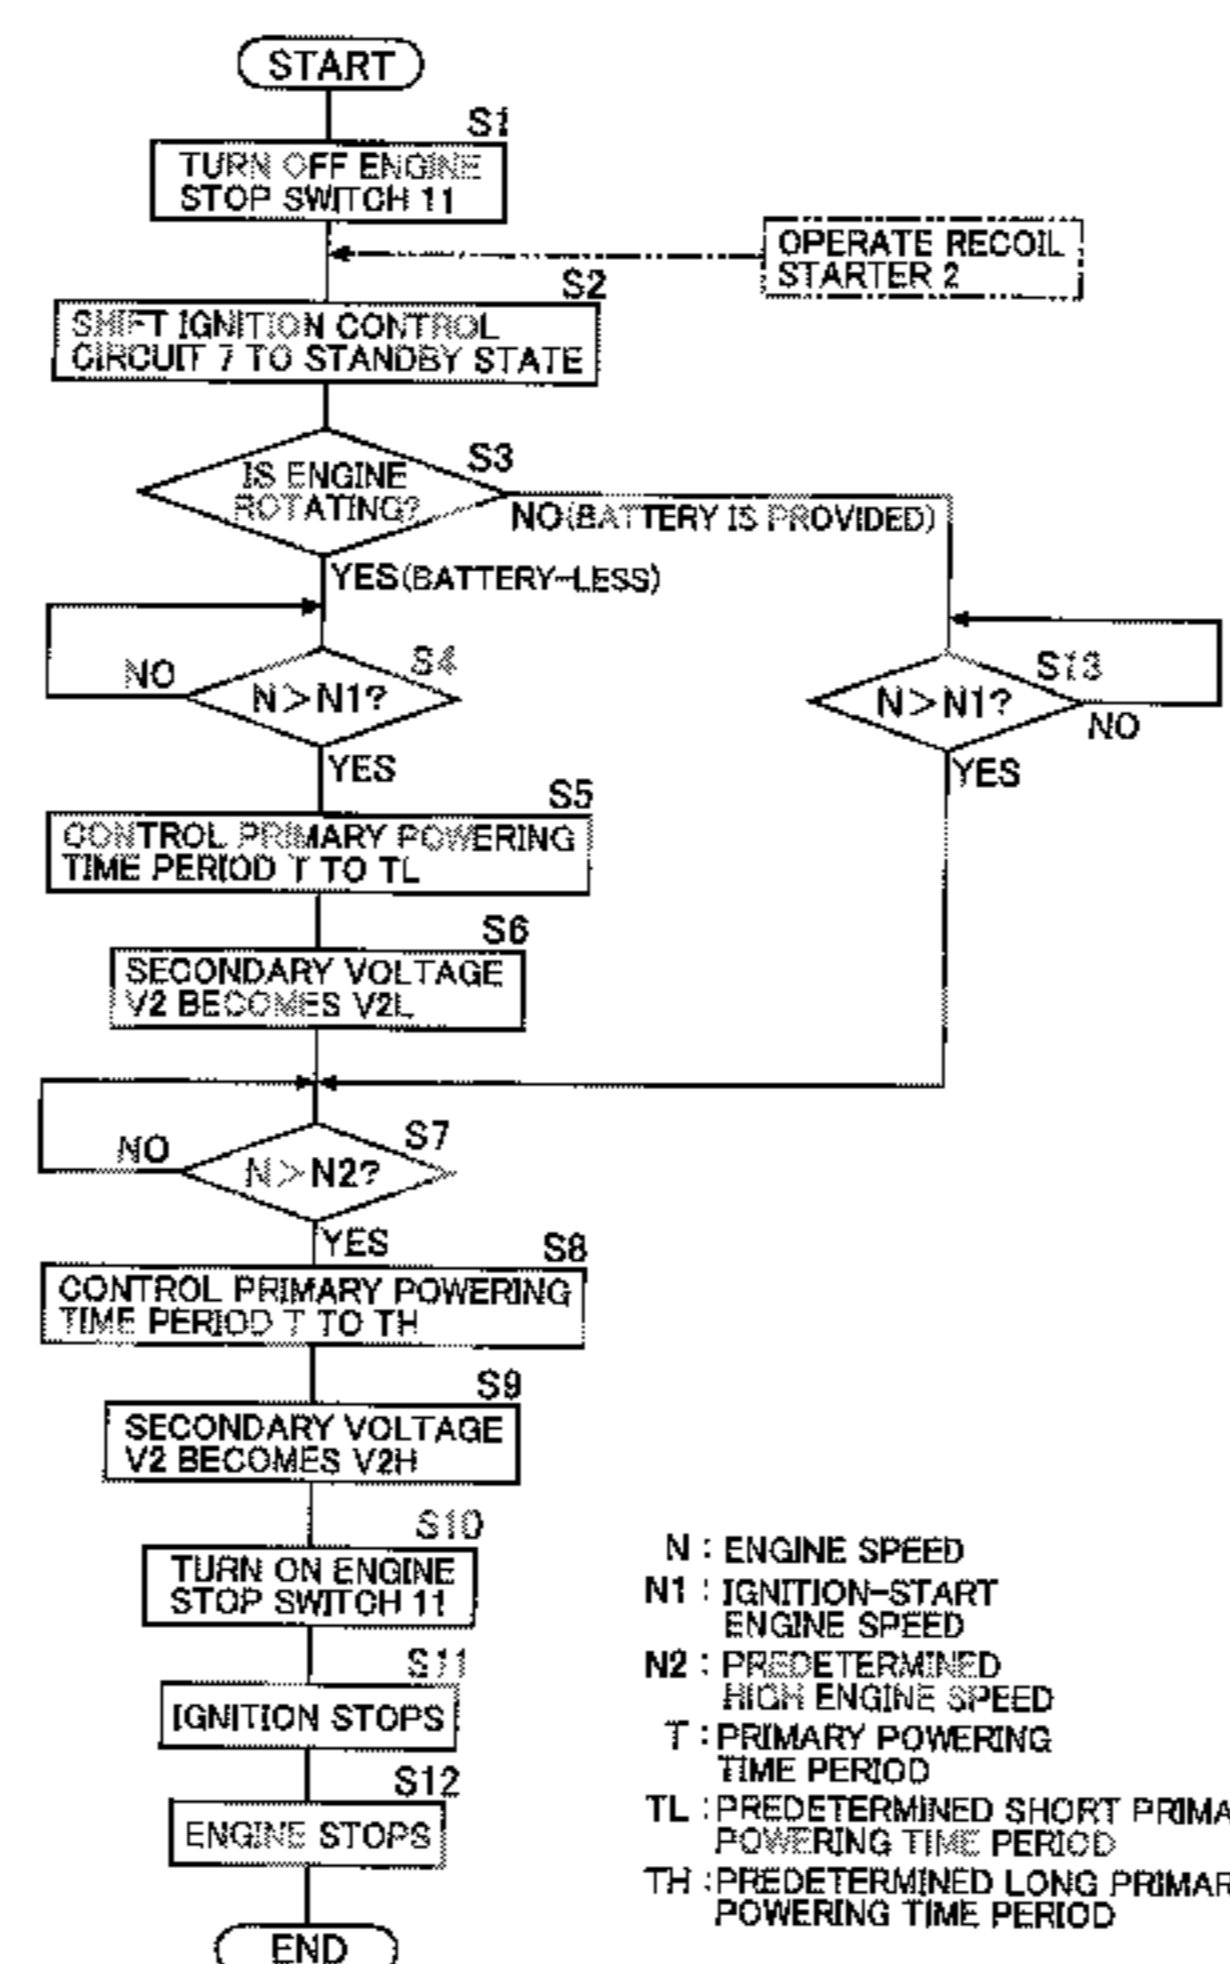 START
S1
TURN OFF ENGINE
STOP SWITCH 11
OPERATE RECOIL
STARTER 2
S2
SHIFT IGNITION CONTROL
CIRCUIT 7 TO STANDBY STATE
S3
IS ENGINE
ROTATING?
NO(BATTERY IS PROVIDED)
YES(BATTERY-LESS)
S4
NO
N>N1?
YES
S13
N>N1?
NO
YES
S5
CONTROL PRIMARY POWERING
TIME PERIOD T TO TL
S6
SECONDARY VOLTAGE
V2 BECOMES V2L
S7
NO
N>N2?
YES
S8
CONTROL PRIMARY POWERING
TIME PERIOD T TO TH
S9
SECONDARY VOLTAGE
V2 BECOMES V2H
S10
TURN ON ENGINE
STOP SWITCH 11
S11
IGNITION STOPS
S12
ENGINE STOPS
END
N : ENGINE SPEED
N1 : IGNITION-START
ENGINE SPEED
N2 : PREDETERMINED
HIGH ENGINE SPEED
T : PRIMARY POWERING
TIME PERIOD
TL : PREDETERMINED SHORT PRIMA
POWERING TIME PERIOD
TH : PREDETERMINED LONG PRIMAR
POWERING TIME PERIOD